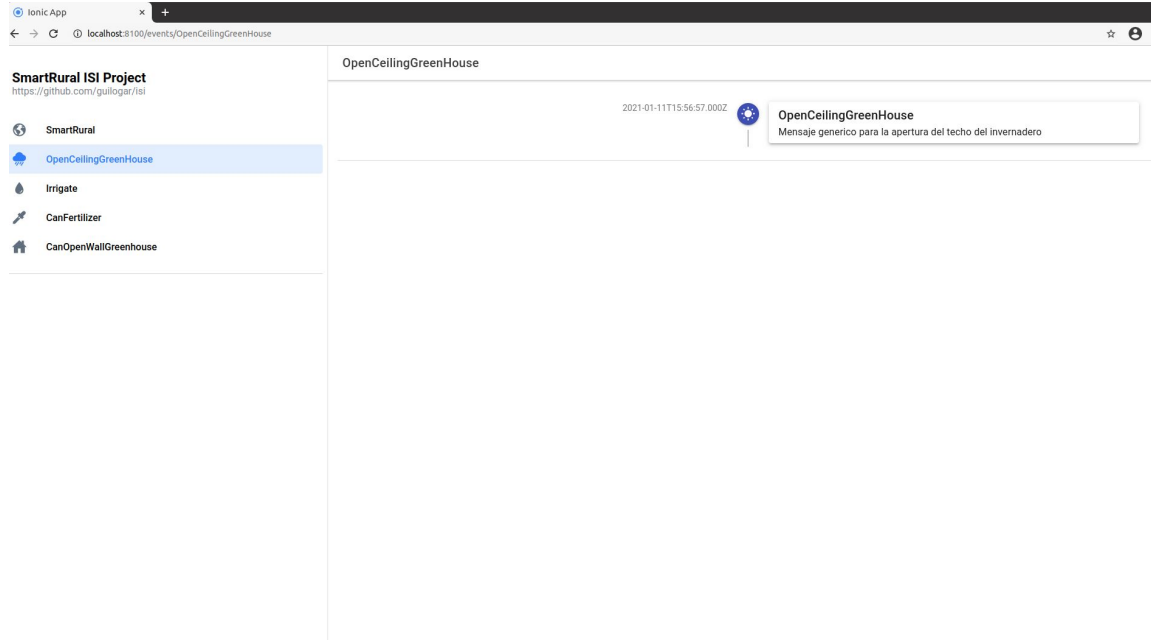 Ionic App
localhost:8100/events/OpenCeilingGreenHouse
SmartRural ISI Project
https://github.com/guilogar/isi
SmartRural
OpenCeilingGreenHouse
Irrigate
CanFertilizer
CanOpenWallGreenhouse
OpenCeilingGreenHouse
2021-01-11T15:56:57.000Z
OpenCeilingGreenHouse
Mensaje generico para la apertura del techo del invernadero